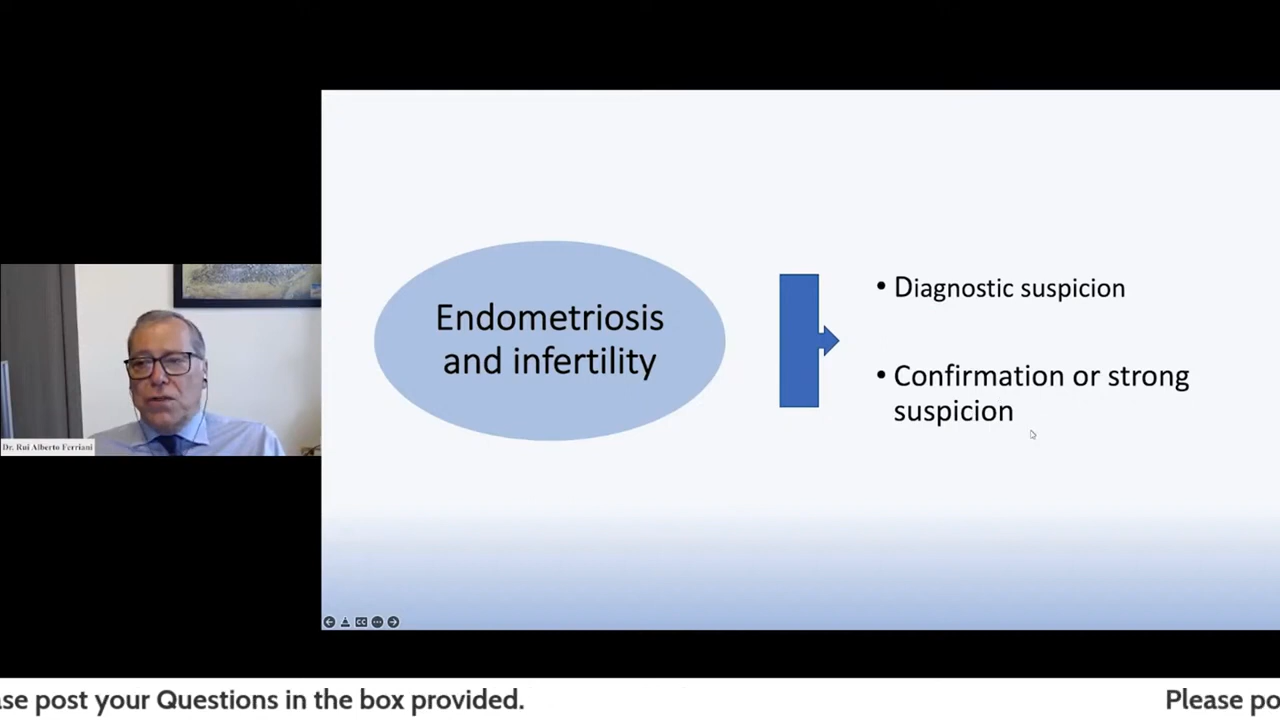 Endometriosis
and infertility
• Diagnostic suspicion
• Confirmation or strong
suspicion
Dr. Rui Alberto Ferriani
CC
ase post your Questions in the box provided.
Please po